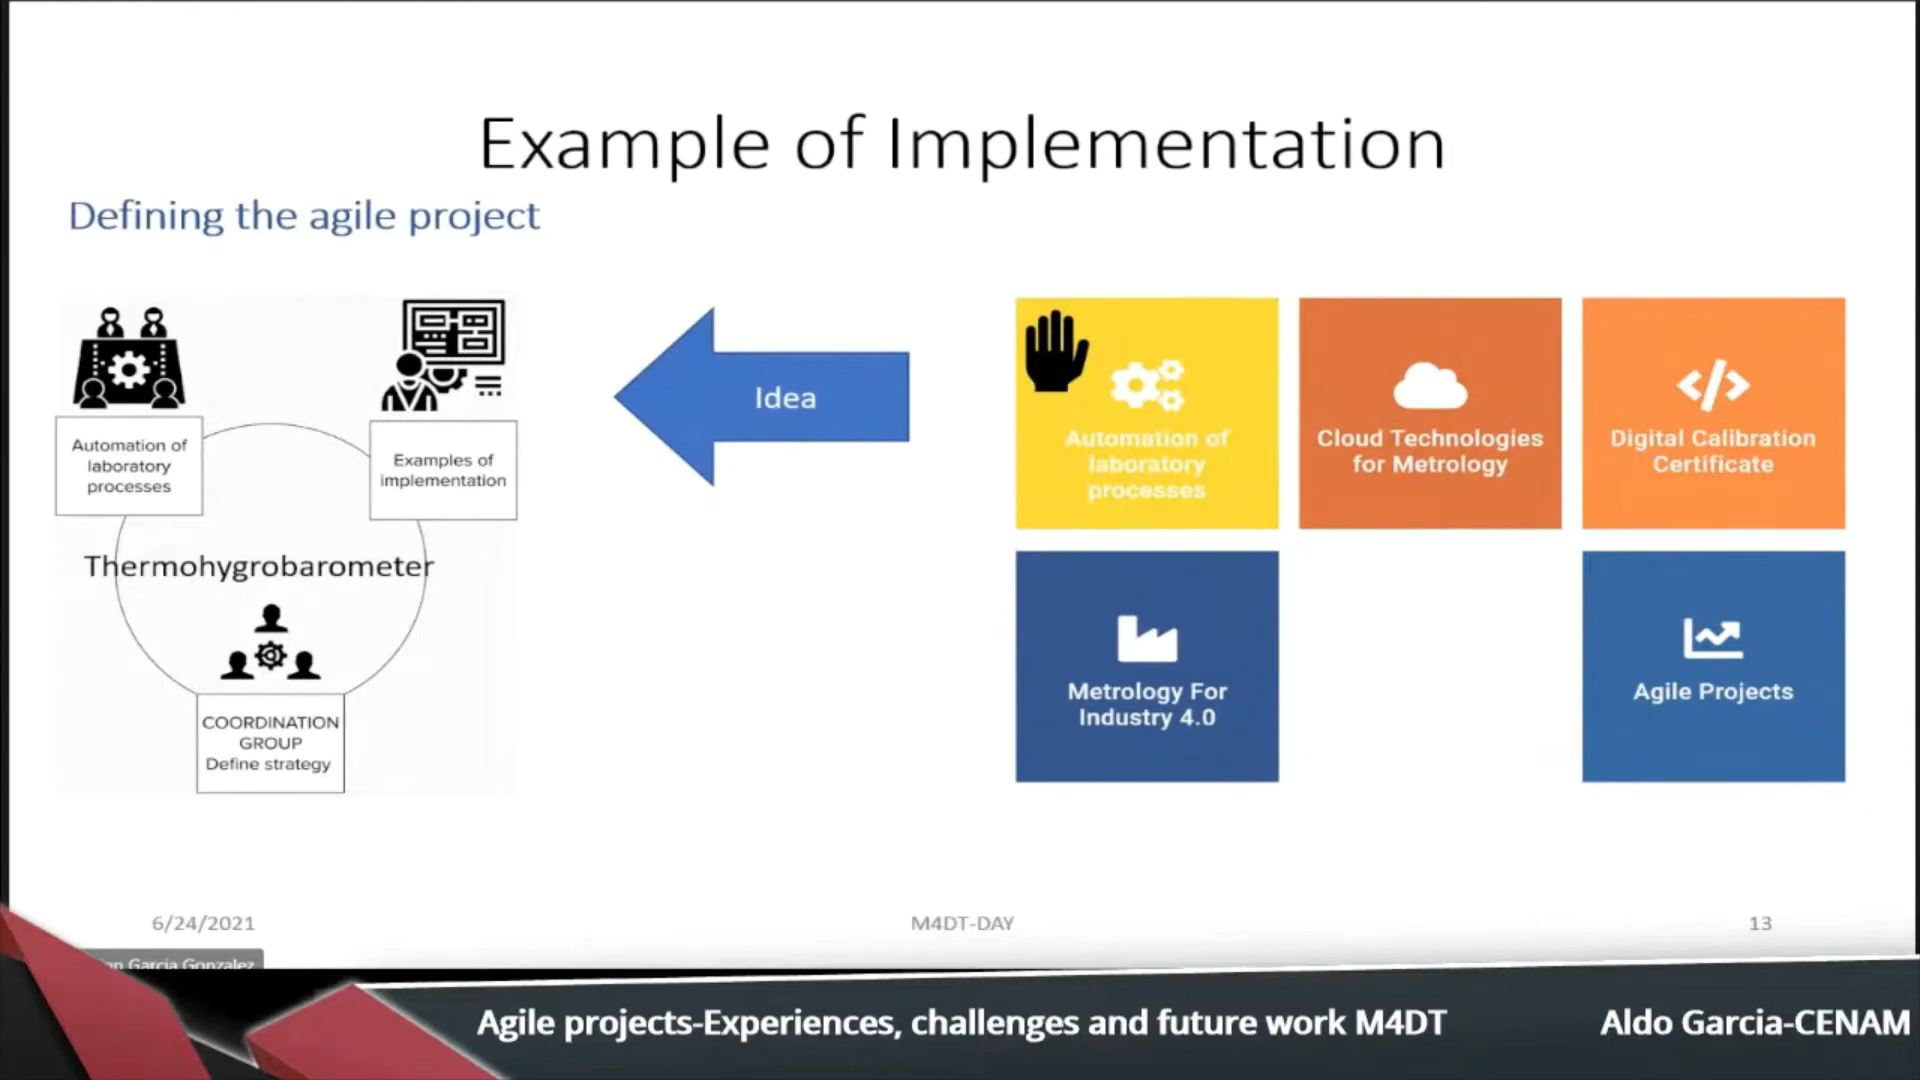 Example of Implementation
Defining the agile project
Automation of
laboratory
processes
Examples of
implementation
Thermohygrobarometer
COORDINATION
GROUP
Define strategy
Idea
Automation of
laboratory
processes
Cloud Technologies
for Metrology
Digital Calibration
Certificate
Metrology For
Industry 4.0
Agile Projects
6/24/2021
M4DT-DAY
13
Garcia Gonzalez
Agile projects-Experiences, challenges and future work M4DT
Aldo Garcia-CENAM